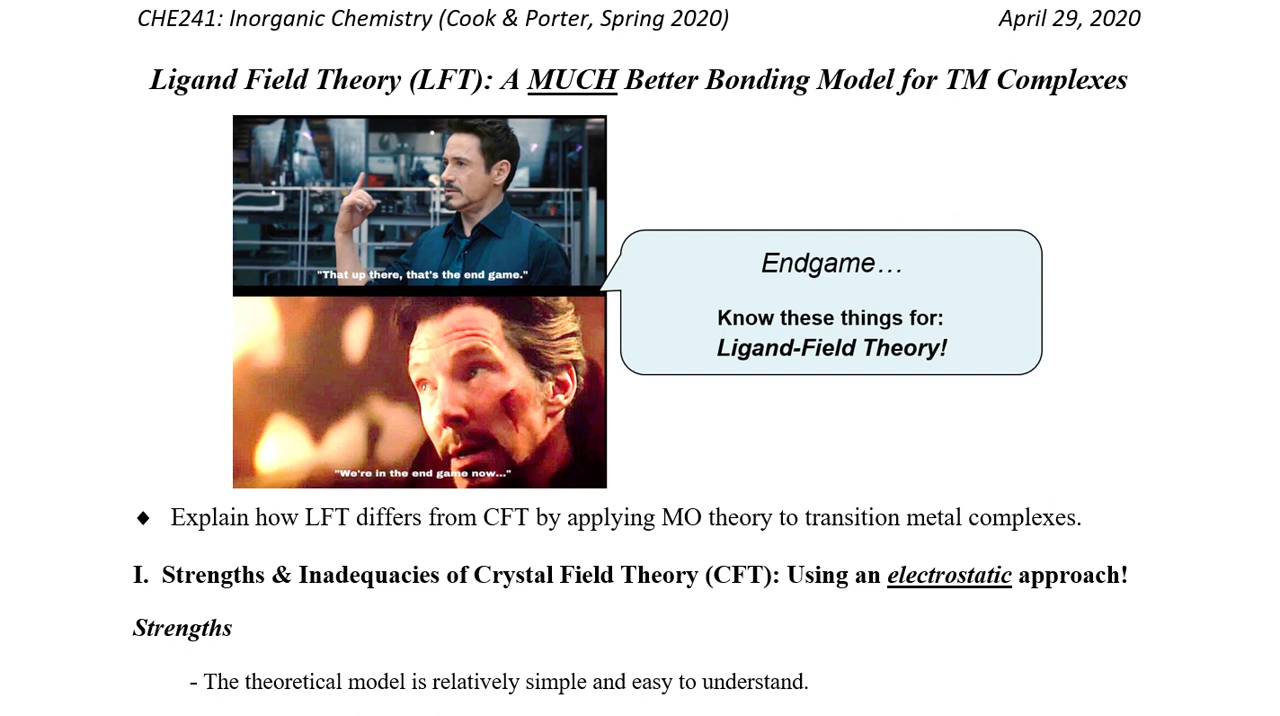 CHE241: Inorganic Chemistry (Cook & Porter, Spring 2020) April 29, 2020
Ligand Field Theory (LFT): A MUCH Better Bonding Model for TM Complexes
"That up there, that's the end game."
Endgame…
Know these things for:
Ligand-Field Theory!
"We're in the end game now..."
♦ Explain how LFT differs from CFT by applying MO theory to transition metal complexes.
I. Strengths & Inadequacies of Crystal Field Theory (CFT): Using an electrostatic approach!
Strengths
- The theoretical model is relatively simple and easy to understand.